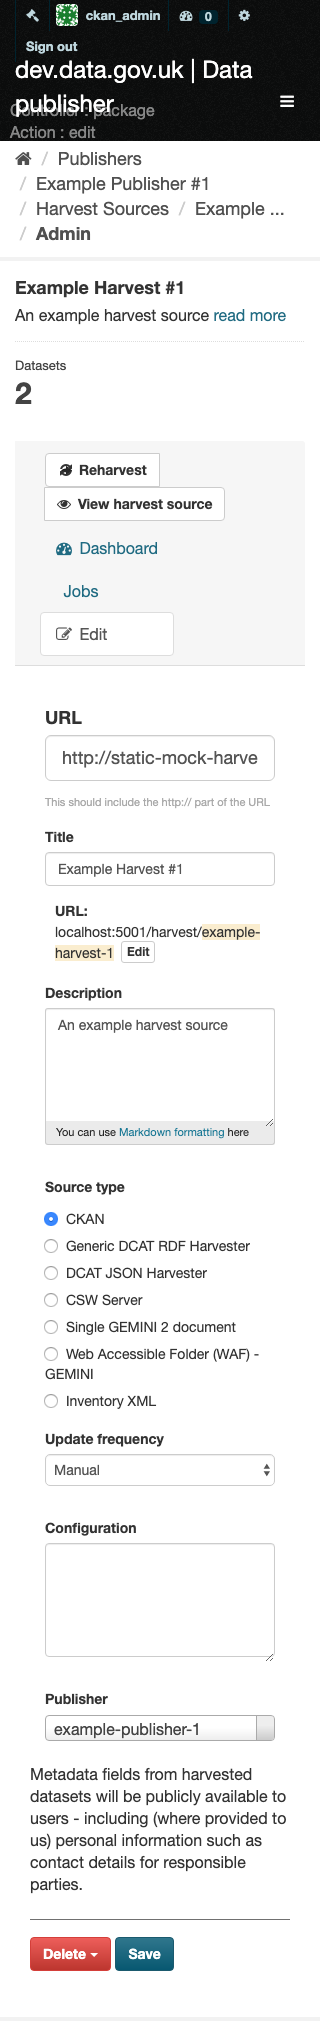 ckan_admin 0
Sign out
dev.data.gov.uk | Data
publisher
Controller : package
Action : edit
/ Publishers
/ Example Publisher #1
/ Harvest Sources / Example ...
/ Admin
Example Harvest #1
An example harvest source read more
Datasets
2
Reharvest
View harvest source
Dashboard
Jobs
Edit
URL
http://static-mock-harve
This should include the http:// part of the URL
Title
Example Harvest #1
URL:
localhost:5001/harvest/example-
harvest-1 Edit
Description
An example harvest source
You can use Markdown formatting here
Source type
CKAN
Generic DCAT RDF Harvester
DCAT JSON Harvester
CSW Server
Single GEMINI 2 document
Web Accessible Folder (WAF) -
GEMINI
Inventory XML
Update frequency
Manual
Configuration
Publisher
example-publisher-1
Metadata fields from harvested
datasets will be publicly available to
users - including (where provided to
us) personal information such as
contact details for responsible
parties.
Delete
Save